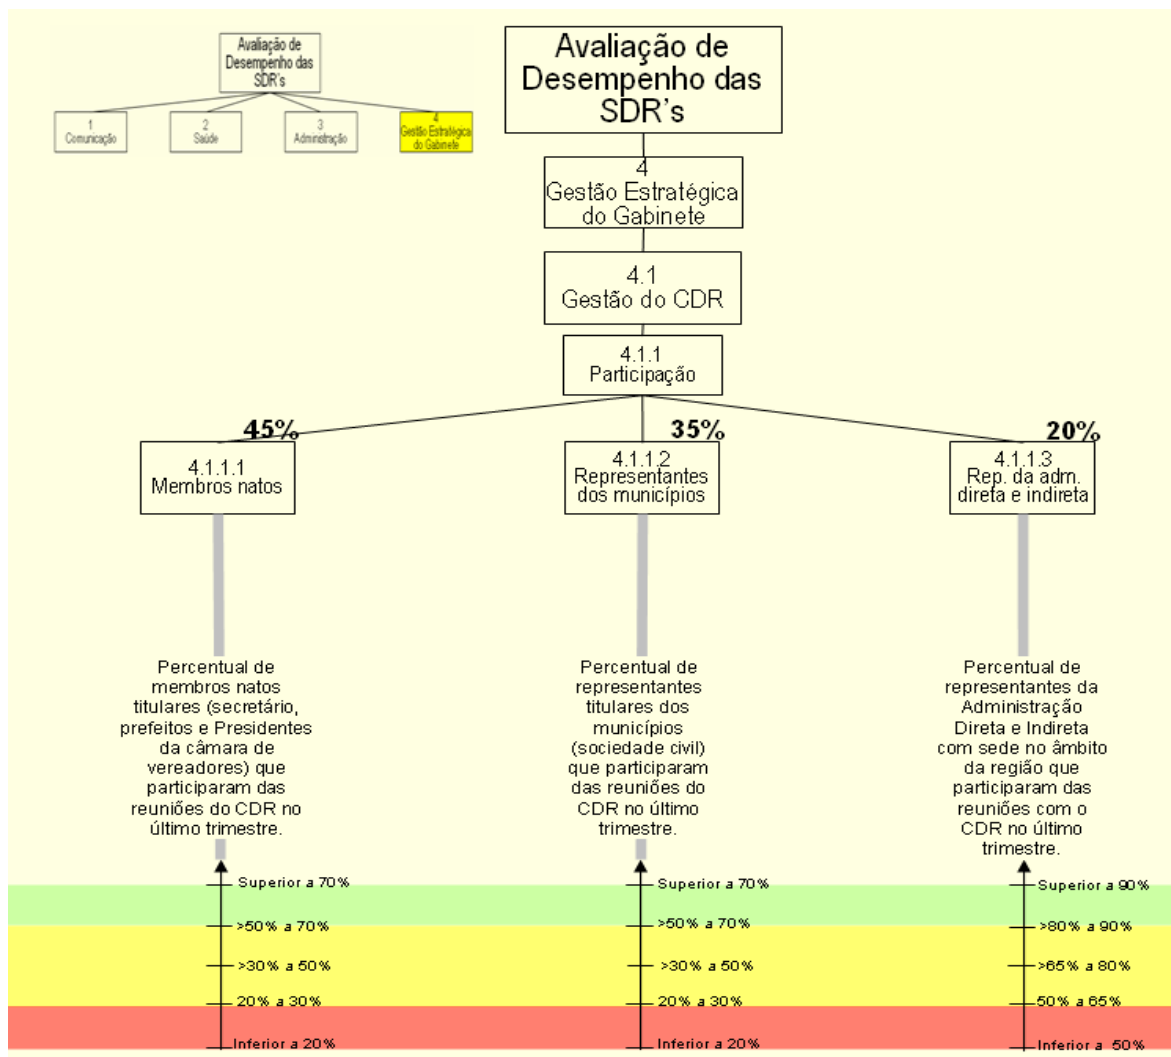 Avaliação de
Desempenho das
SDR's
1
Comunicação
2
Saúde
3
Administração
4
Gestão Estratégica
do Gabinete
Avaliação de
Desempenho das
SDR's
4
Gestão Estratégica
do Gabinete
4.1
Gestão do CDR
4.1.1
Participação
45%
4.1.1.1
Membros natos
35%
4.1.1.2
Representantes
dos municípios
20%
4.1.1.3
Rep. da adm.
direta e indireta
Percentual de
membros natos
titulares (secretário,
prefeitos e Presidentes
da câmara de
vereadores) que
participaram das
reuniões do CDR no
último trimestre.
Percentual de
representantes
titulares dos
municípios
(sociedade civil)
que participaram
das reuniões do
CDR no último
trimestre.
Percentual de
representantes da
Administração
Direta e Indireta
com sede no âmbito
da região que
participaram das
reuniões com o
CDR no último
trimestre.
Superior a 70%
>50% a 70%
>30% a 50%
20% a 30%
Inferior a 20%
Superior a 70%
>50% a 70%
>30% a 50%
20% a 30%
Inferior a 20%
Superior a 90%
>80% a 90%
>65% a 80%
50% a 65%
Inferior a 50%